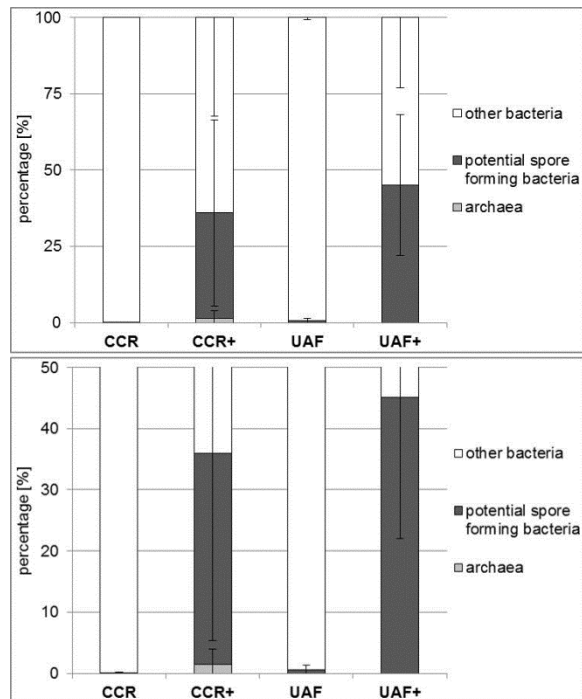 100
75
50
25
0
percentage [%]
CCR
CCR+
UAF
UAF+
other bacteria
potential spore
forming bacteria
archaea
50
40
30
20
10
0
percentage [%]
CCR
CCR+
UAF
UAF+
other bacteria
potential spore
forming bacteria
archaea